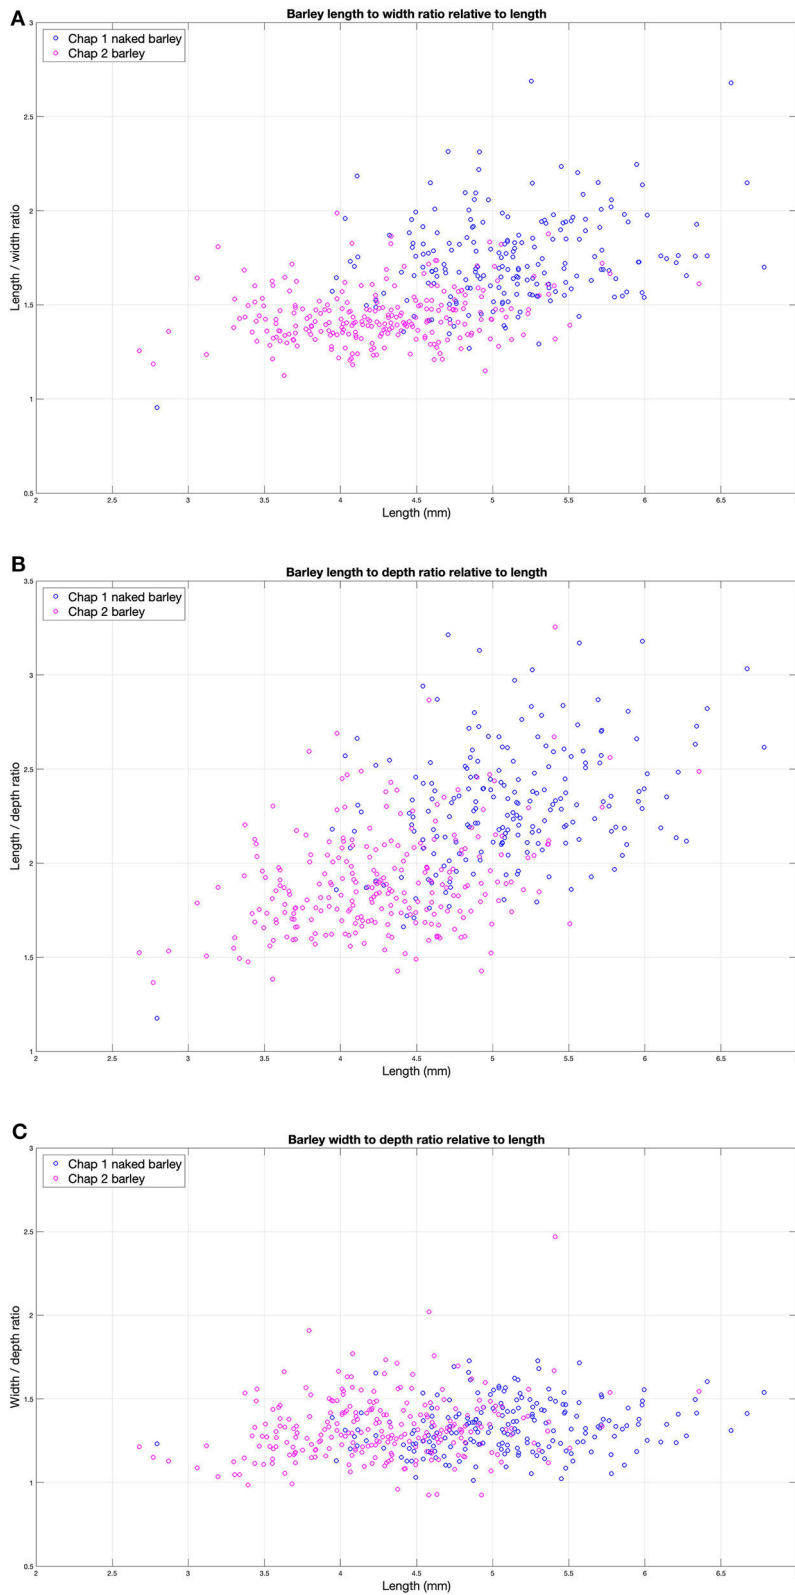 A
Barley length to width ratio relative to length
3
Chap 1 naked barley
Chap 2 barley
2.5
2
Length / width ratio
1.5
1
0.5
2 2.5 3 3.5 4 4.5 5 5.5 6 6.5
Length (mm)
B
Barley length to depth ratio relative to length
3.5
Chap 1 naked barley
Chap 2 barley
3
2.5
Length / depth ratio
2
1.5
1
2 2.5 3 3.5 4 4.5 5 5.5 6 6.5
Length (mm)
C
Barley width to depth ratio relative to length
3
Chap 1 naked barley
Chap 2 barley
2.5
2
Width / depth ratio
1.5
1
0.5
2 2.5 3 3.5 4 4.5 5 5.5 6 6.5
Length (mm)